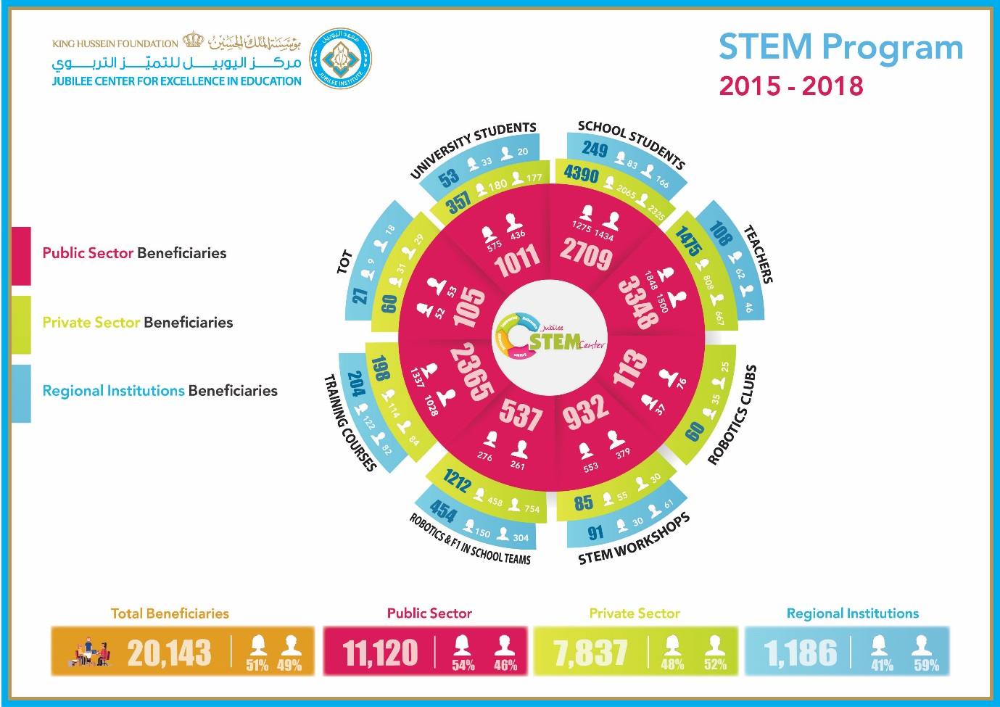 KING HUSSEIN FOUNDATION مؤسسة الملك الحسين
مركز اليوبيل للتميّز التربوي
JUBILEE CENTER FOR EXCELLENCE IN EDUCATION
معهد اليوبيل
JUBILEE INSTITUTE
STEM Program
2015 - 2018
Public Sector Beneficiaries
Private Sector Beneficiaries
Regional Institutions Beneficiaries
UNIVERSITY STUDENTS
53 33 20
357 180 177
575 436
1011
SCHOOL STUDENTS
249 83 166
4390 2065 2325
1275 1434
2709
TEACHERS
108 62 46
1475 808 667
1848 1500
3348
ROBOTICS CLUBS
60 35 25
37 76
113
STEM WORKSHOPS
91 30 61
85 55 30
553 379
932
ROBOTICS & F1 IN SCHOOL TEAMS
454 150 304
1212 458 754
276 261
537
TRAINING COURSES
204 122 82
198 114 84
1337 1028
2365
TOT
27 9 18
60 31 29
52 53
105
Jubilee
STEM Center
Total Beneficiaries
20,143 51% 49%
Public Sector
11,120 54% 46%
Private Sector
7,837 48% 52%
Regional Institutions
1,186 41% 59%